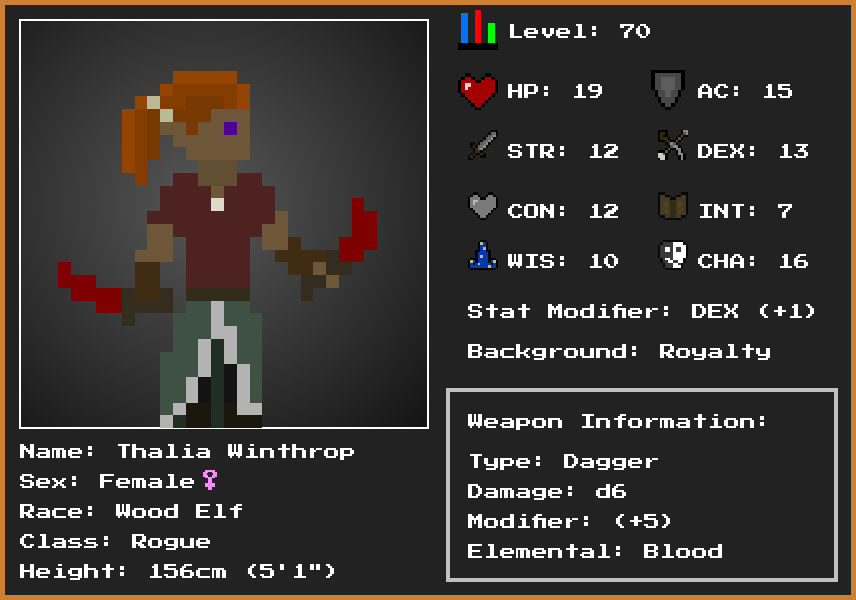 Level: 70
HP: 19
AC: 15
STR: 12
DEX: 13
CON: 12
INT: 7
WIS: 10
CHA: 16
Stat Modifier: DEX (+1)
Background: Royalty
Weapon Information:
Type: Dagger
Damage: d6
Modifier: (+5)
Elemental: Blood
Name: Thalia Winthrop
Sex: Female♀
Race: Wood Elf
Class: Rogue
Height: 156cm (5'1")